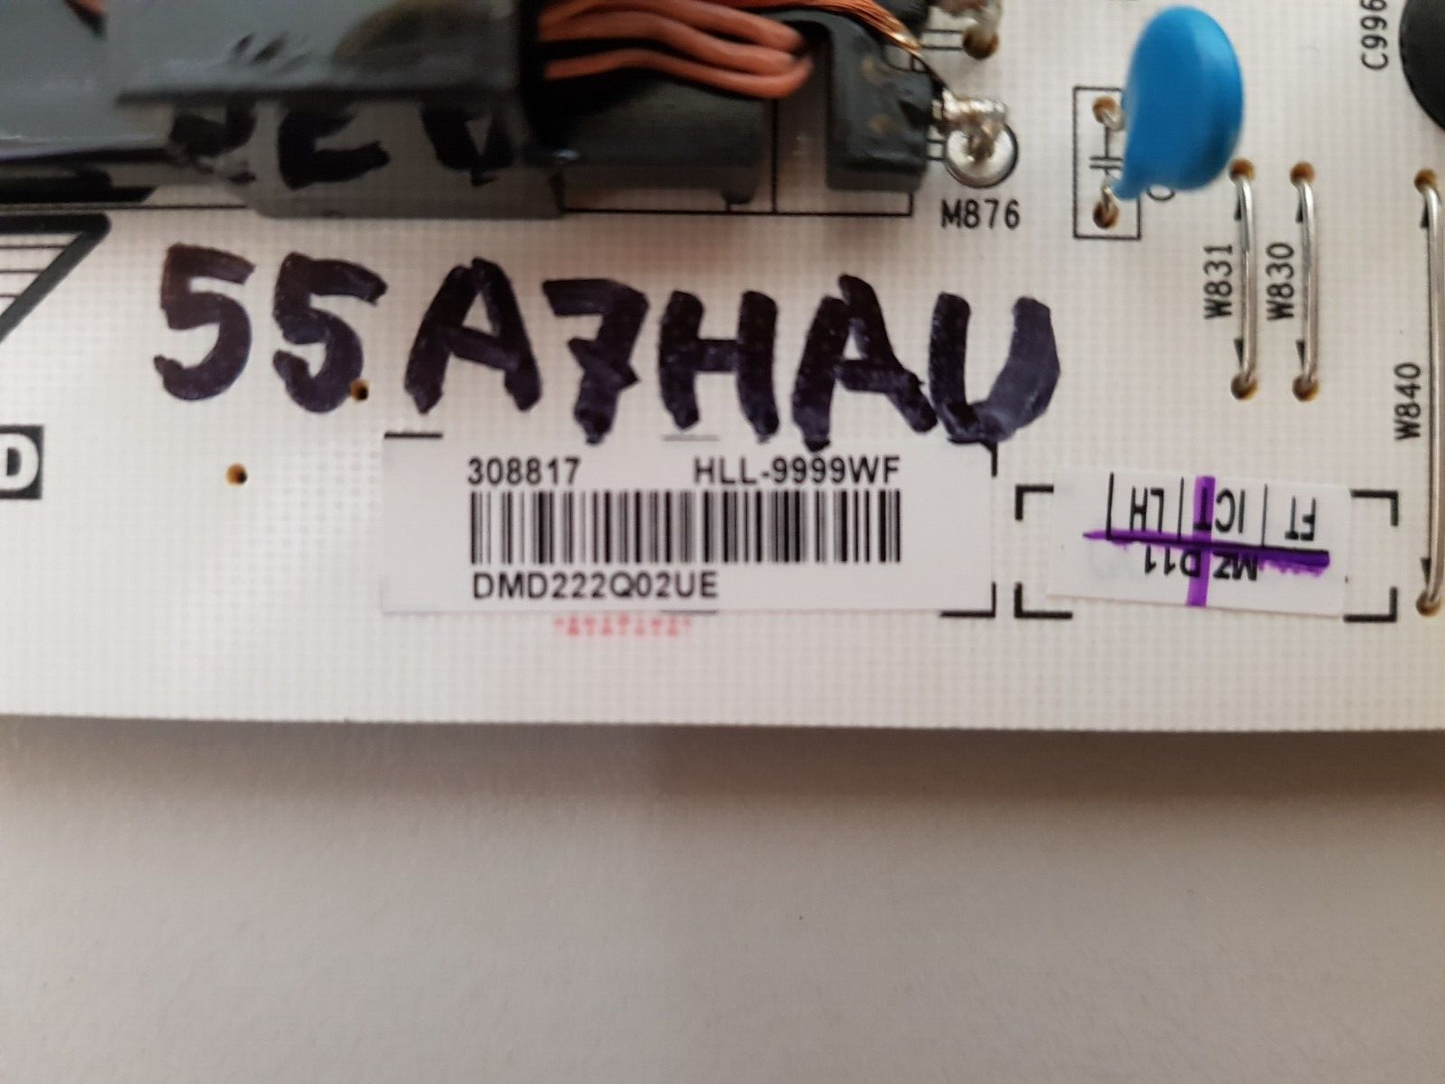 C996
M876
W831
W830
W840
55A7HAU
D
308817 HLL-9999WF
DMD222Q02UE
FT ICT LH
MZ D11